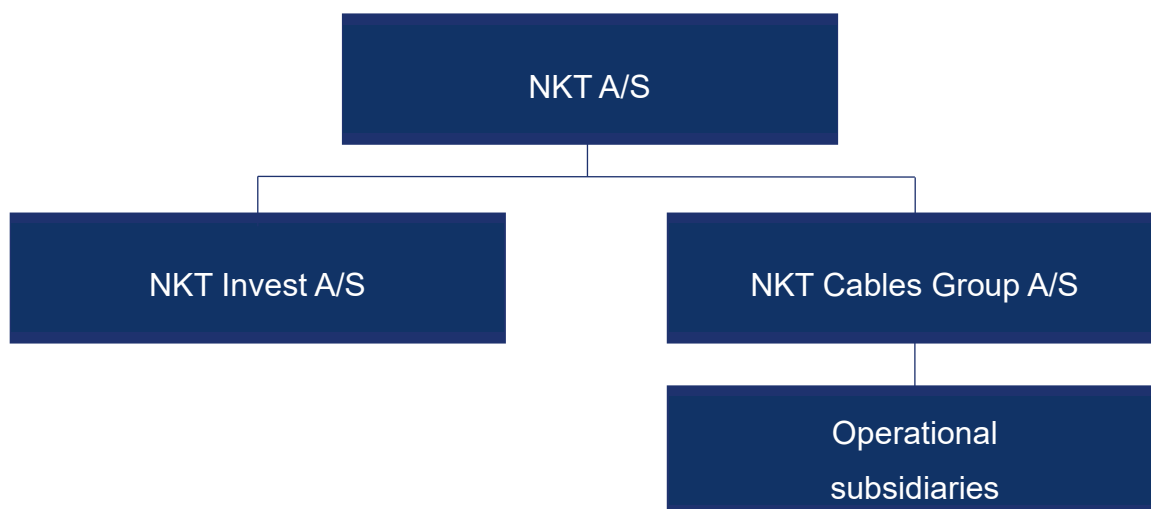 NKT A/S
NKT Invest A/S
NKT Cables Group A/S
Operational
subsidiaries